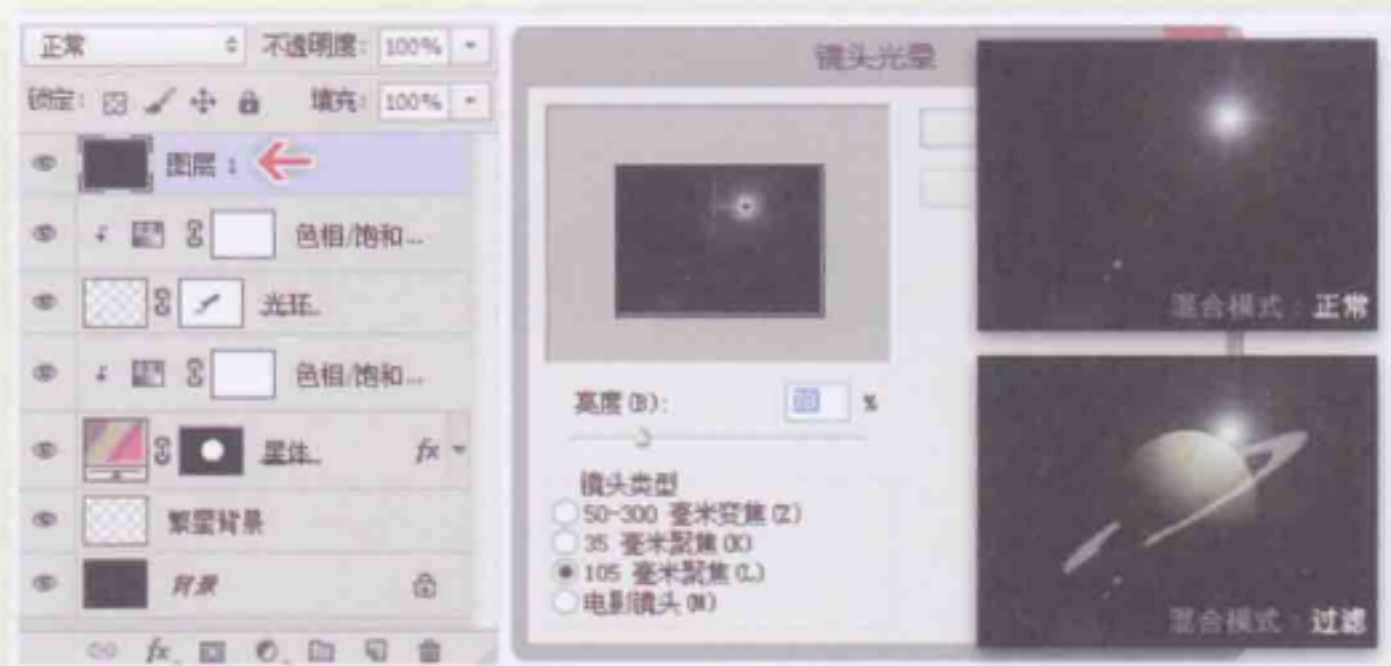 正常 不透明度: 100%
锁定: 填充: 100%
图层 1
色相/饱和...
光环
色相/饱和...
星体 fx
繁星背景
背景
fx
镜头光晕
亮度(B): %
镜头类型
50-300 毫米变焦(Z)
35 毫米聚焦(K)
105 毫米聚焦(L)
电影镜头(M)
混合模式: 正常
混合模式: 过滤